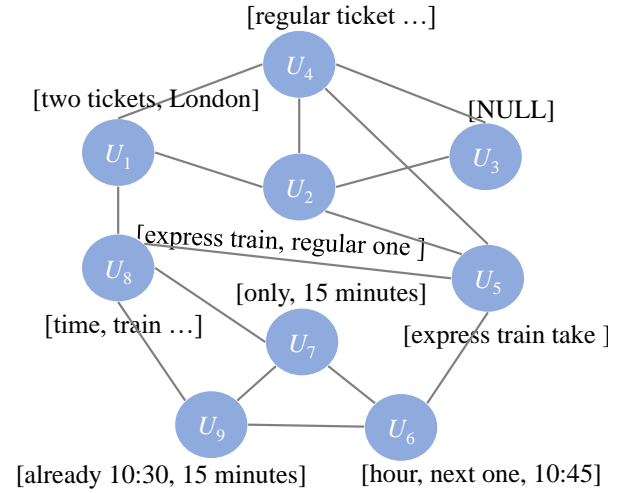 [regular ticket …]
U4
[two tickets, London]
[NULL]
U1
U3
U2
[express train, regular one ]
U8
U5
[only, 15 minutes]
[time, train …]
[express train take ]
U7
U9
U6
[already 10:30, 15 minutes]
[hour, next one, 10:45]